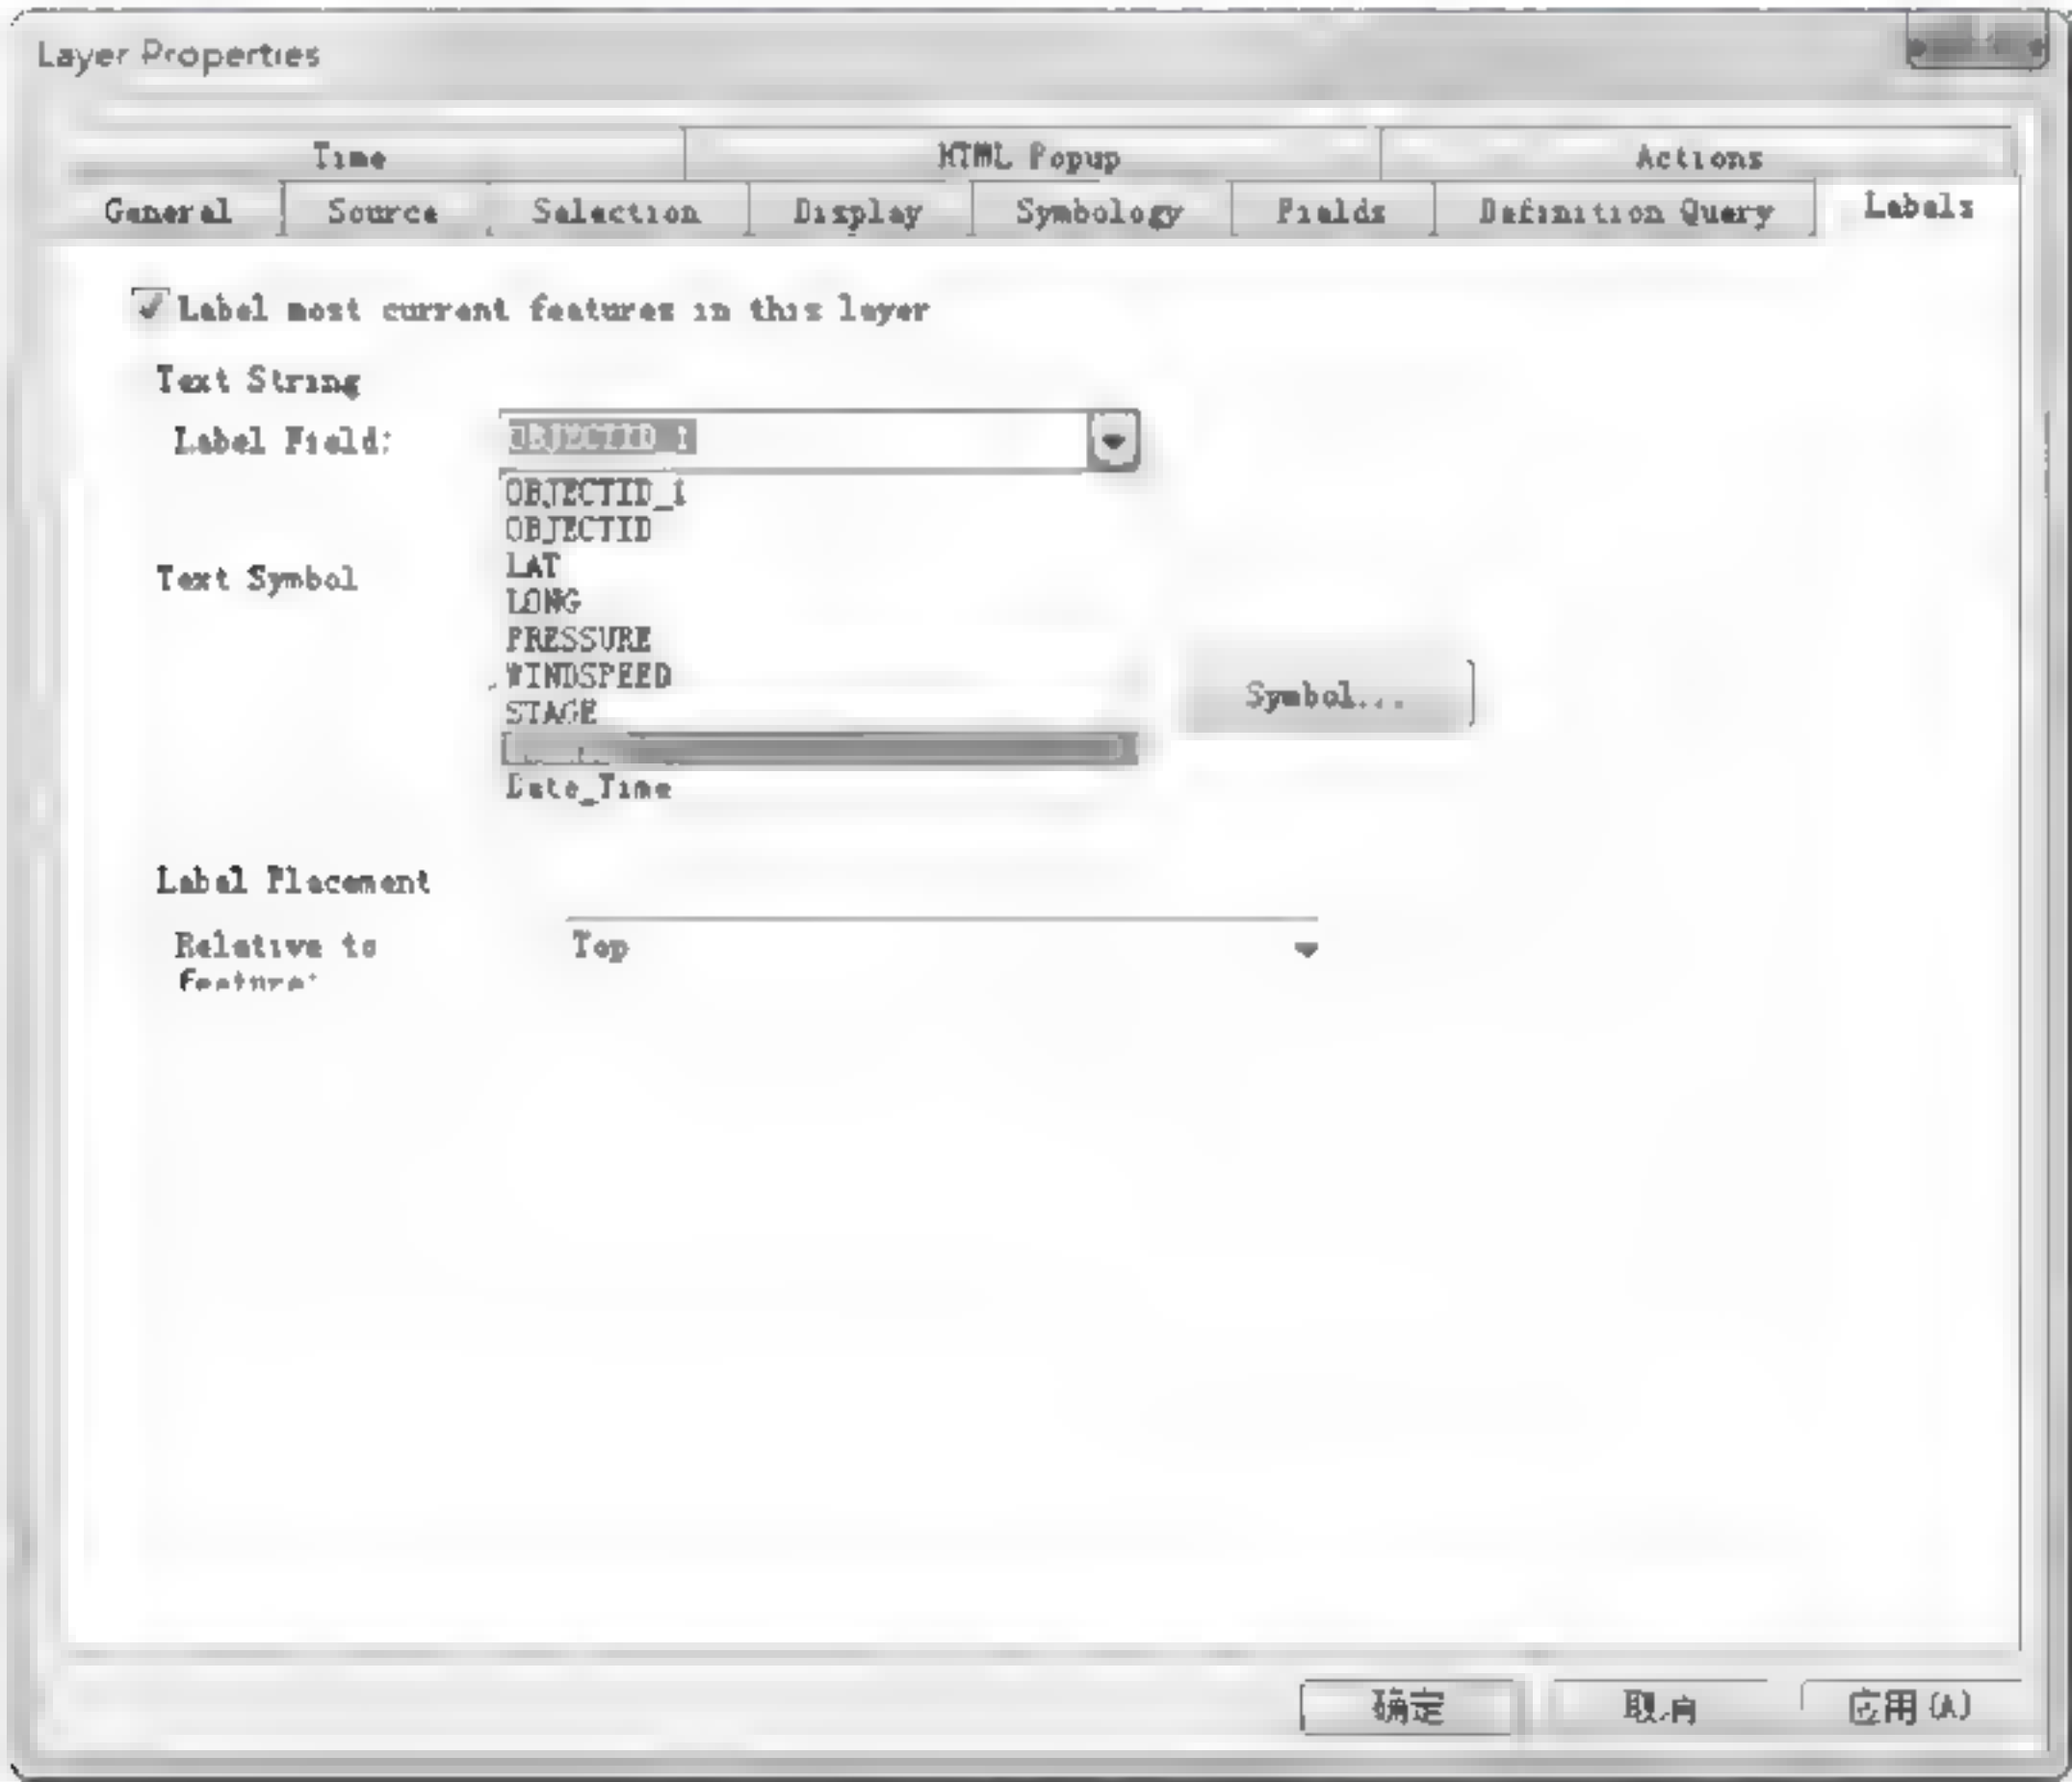 Layer Properties
Time HTML Popup Actions
General Source Selection Display Symbology Fields Definition Query Labels
Label most current features in this layer
Text String
Label Field: OBJECTID_1
OBJECTID_1
OBJECTID
LAT
LONG
PRESSURE
WINDSPEED
STAGE
Date_Time
Text Symbol
Symbol...
Label Placement
Relative to Top
feature:
确定 取消 应用(A)